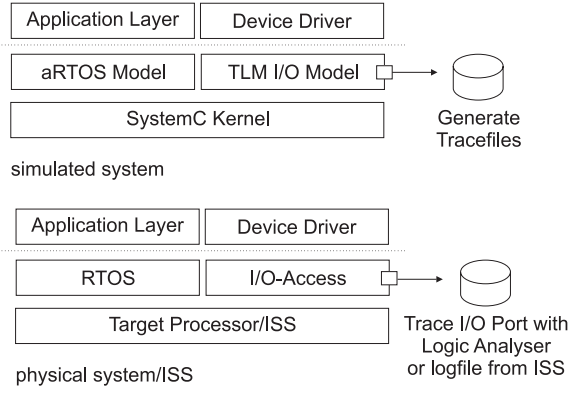 Application Layer
Device Driver
aRTOS Model
TLM I/O Model
SystemC Kernel
Generate
Tracefiles
simulated system
Application Layer
Device Driver
RTOS
I/O-Access
Target Processor/ISS
Trace I/O Port with
Logic Analyser
or logfile from ISS
physical system/ISS